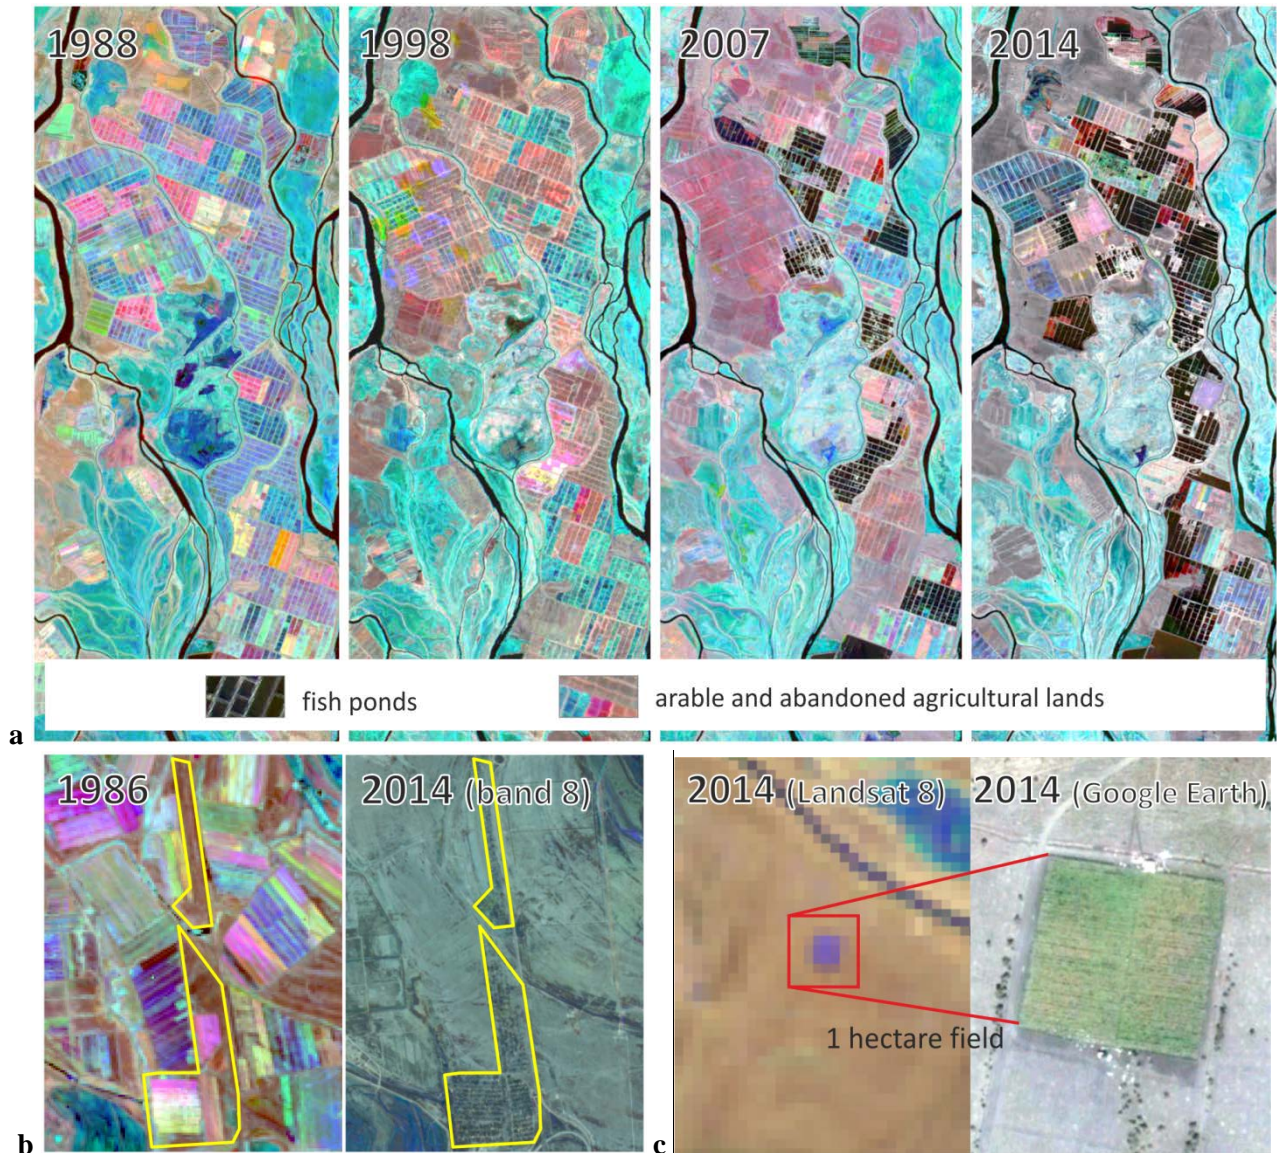 1988 1998 2007 2014
fish ponds arable and abandoned agricultural lands
a
1986 2014 (band 8) 2014 (Landsat 8) 2014 (Google Earth)
1 hectare field
b c